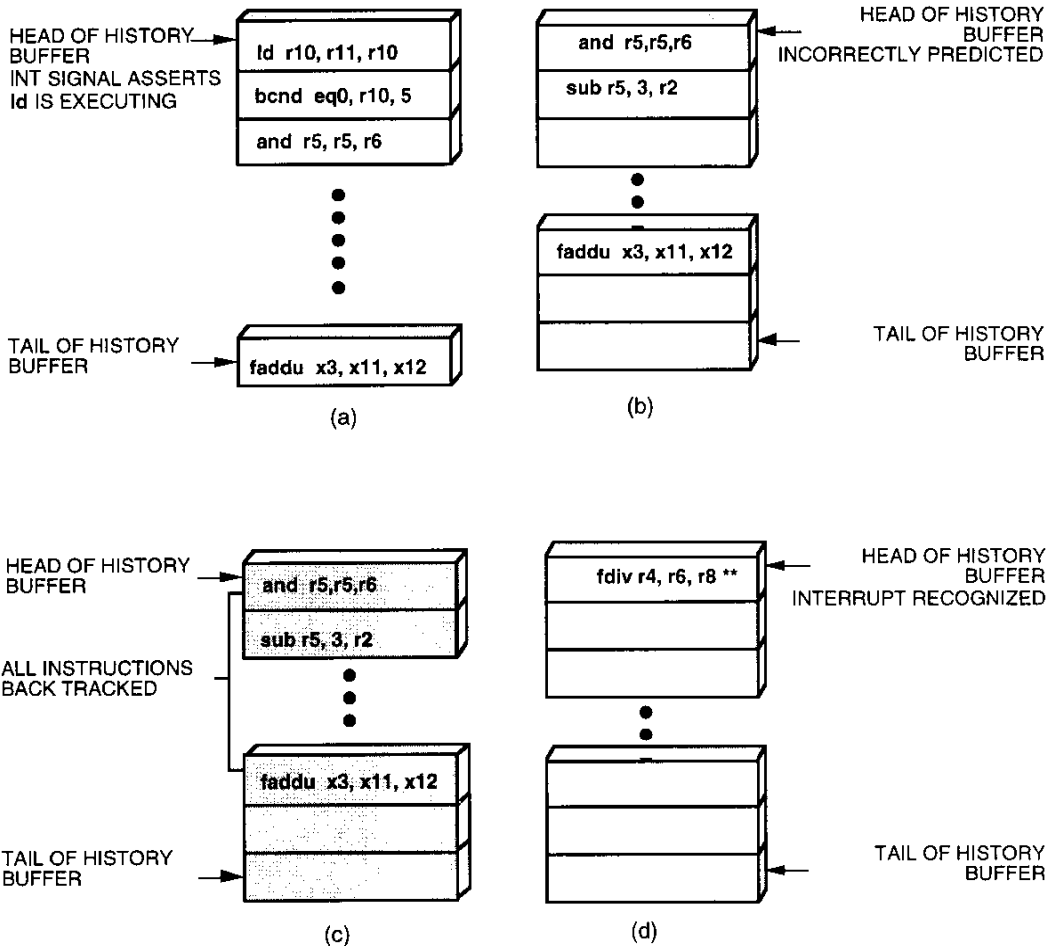 HEAD OF HISTORY
BUFFER
INT SIGNAL ASSERTS
ld IS EXECUTING
ld r10, r11, r10
bcnd eq0, r10, 5
and r5, r5, r6
TAIL OF HISTORY
BUFFER
faddu x3, x11, x12
(a)
and r5,r5,r6
sub r5, 3, r2
HEAD OF HISTORY
BUFFER
INCORRECTLY PREDICTED
faddu x3, x11, x12
TAIL OF HISTORY
BUFFER
(b)
HEAD OF HISTORY
BUFFER
and r5,r5,r6
sub r5, 3, r2
ALL INSTRUCTIONS
BACK TRACKED
faddu x3, x11, x12
TAIL OF HISTORY
BUFFER
(c)
fdiv r4, r6, r8 **
HEAD OF HISTORY
BUFFER
INTERRUPT RECOGNIZED
TAIL OF HISTORY
BUFFER
(d)